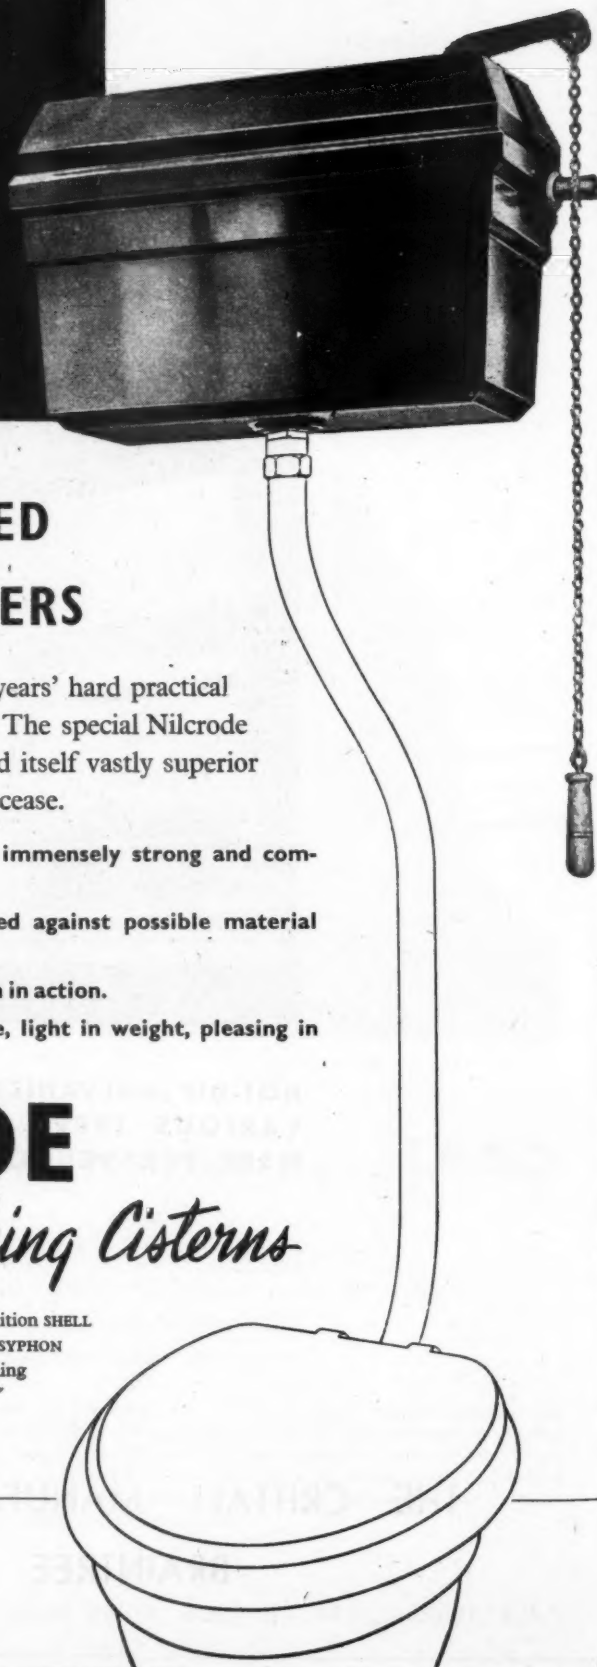 ED
ERS
years' hard practical
The special Nilcrode
d itself vastly superior
cease.
immensely strong and com-
ed against possible material
n in action.
e, light in weight, pleasing in
DE
ing Cisterns
ition SHELL
SYPHON
ing